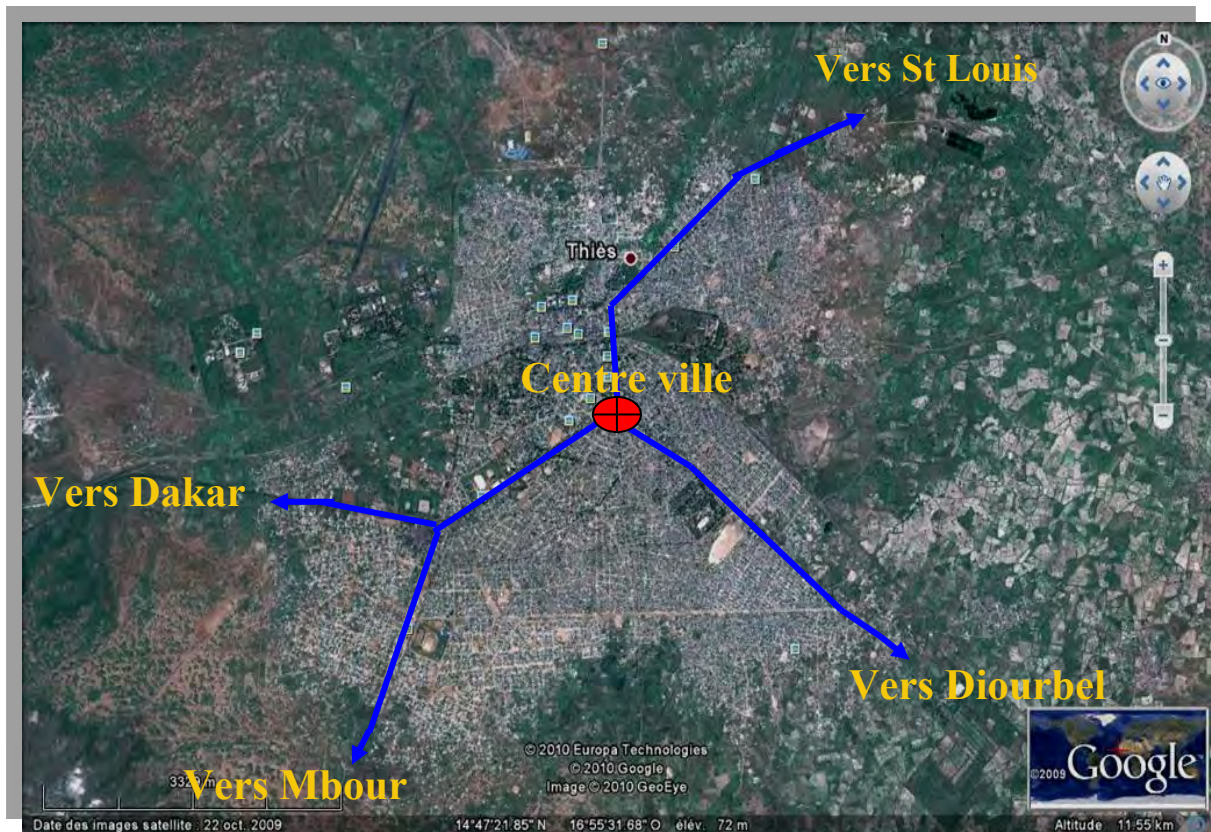 N
Vers St Louis
Thiès
Centre ville
Vers Dakar
Vers Diourbel
© 2010 Europa Technologies
© 2010 Google
Image © 2010 GeoEye
©2009 Google
Vers Mbour
Date des images satellite : 22 oct. 2009 14°47'21.85" N 16°55'31.68" O élév. 72 m Altitude 11.55 km